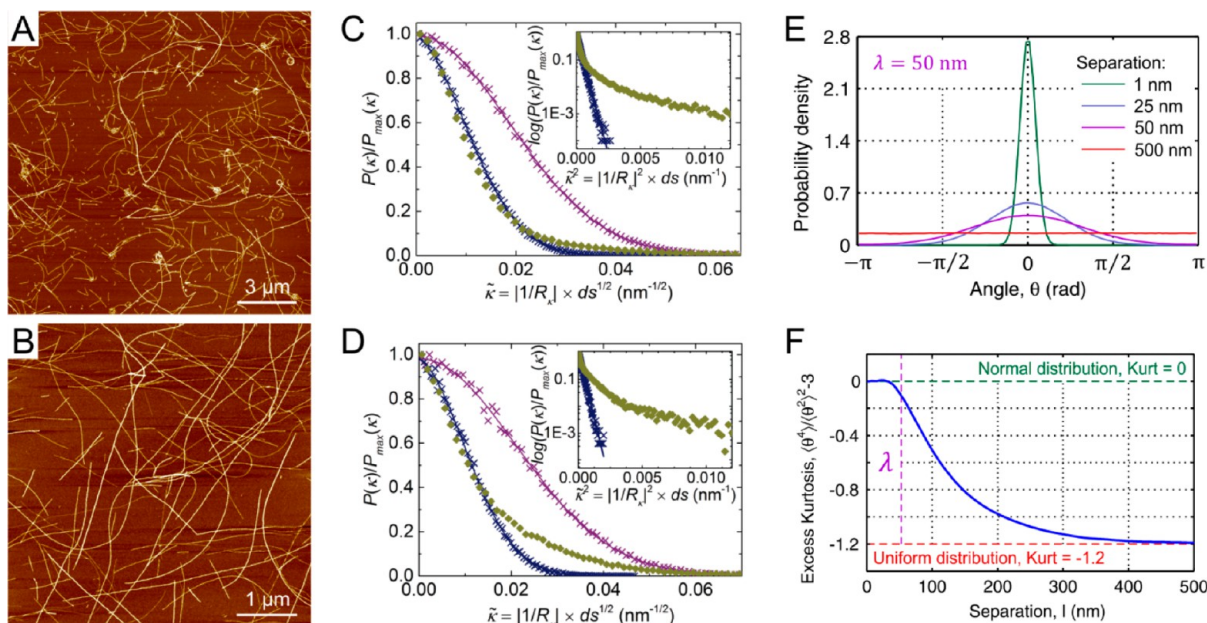 A
3 μm
B
1 μm
C
P(κ)/Pmax(κ)
1.0
0.8
0.6
0.4
0.2
0.0
0.00 0.02 0.04 0.06
κ̃ = |1/Rκ| × ds^1/2 (nm^-1/2)
log(P(κ)/Pmax(κ))
0.1
1E-3
0.000 0.005 0.010
κ̃² = |1/Rκ|² × ds (nm^-1)
D
P(κ)/Pmax(κ)
1.0
0.8
0.6
0.4
0.2
0.0
0.00 0.02 0.04 0.06
κ̃ = |1/R | × ds^1/2 (nm^-1/2)
log(P(κ)/Pmax(κ))
0.1
1E-3
0.000 0.005 0.010
κ̃² = |1/Rκ|² × ds (nm^-1)
E
Probability density
2.8
2.1
1.4
0.7
0
λ = 50 nm
Separation:
1 nm
25 nm
50 nm
500 nm
−π −π/2 0 π/2 π
Angle, θ (rad)
F
Excess Kurtosis, ⟨θ⁴⟩/⟨θ²⟩²-3
0
-0.4
-0.8
-1.2
Normal distribution, Kurt = 0
λ
Uniform distribution, Kurt = -1.2
0 100 200 300 400 500
Separation, l (nm)